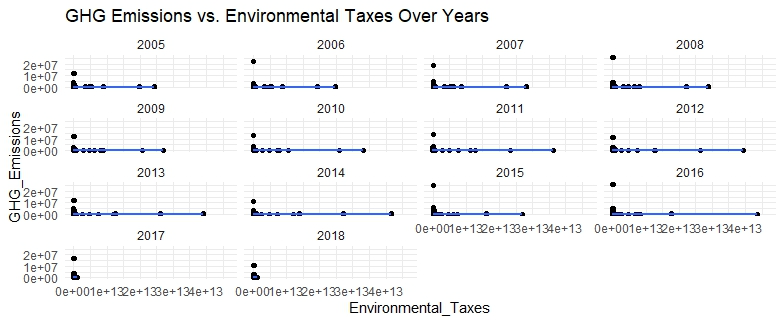 GHG Emissions vs. Environmental Taxes Over Years
2005 2006 2007 2008
2e+07
1e+07
0e+00
2009 2010 2011 2012
2e+07
1e+07
0e+00
2013 2014 2015 2016
2e+07
1e+07
0e+00
0e+001e+132e+133e+134e+13 0e+001e+132e+133e+134e+13
2017 2018
2e+07
1e+07
0e+00
0e+001e+132e+133e+134e+13 0e+001e+132e+133e+134e+13
GHG_Emissions
Environmental_Taxes